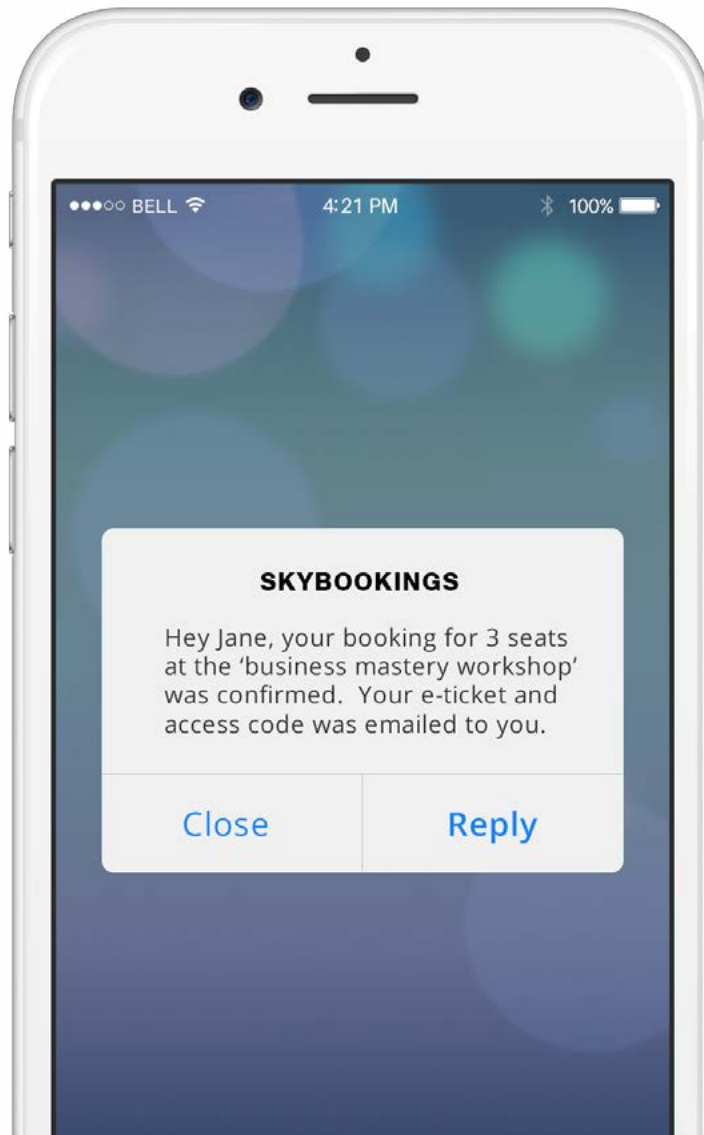 BELL 4:21 PM 100%
SKYBOOKINGS
Hey Jane, your booking for 3 seats
at the ‘business mastery workshop’
was confirmed.  Your e-ticket and
access code was emailed to you.
Close Reply